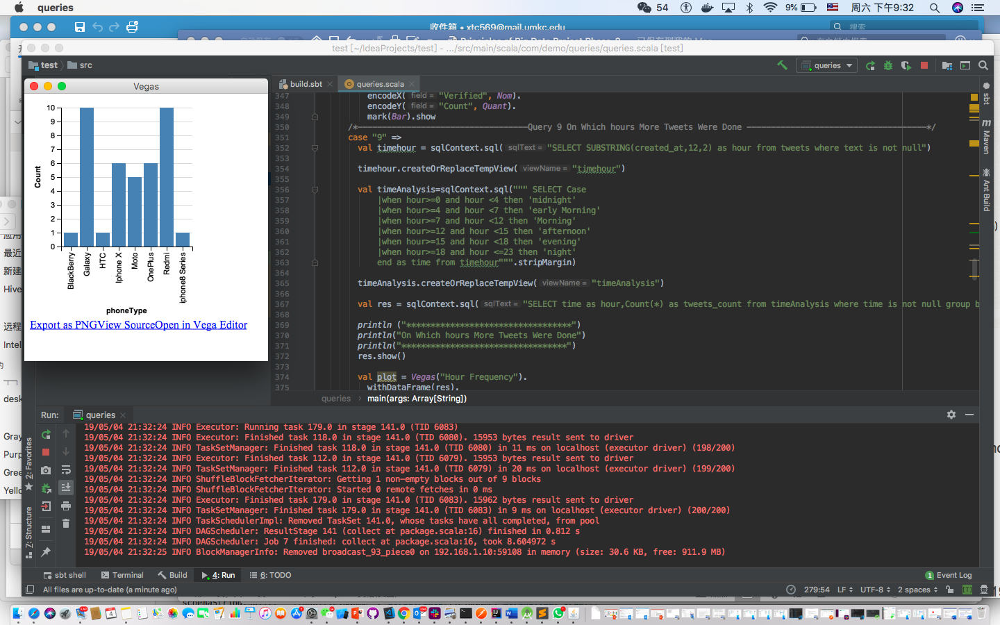 queries
54
9%
周六 下午9:32
收件箱 • xtc569@mail.umkc.edu
搜索
test [~/IdeaProjects/test] - .../src/main/scala/com/demo/queries/queries.scala [test]
test
src
queries
Vegas
build.sbt
queries.scala
10
9
8
7
6
5
4
3
2
1
0
Count
BlackBerry
Galaxy
HTC
Iphone X
Moto
OnePlus
Redmi
iphone8 Series
phoneType
Export as PNGView SourceOpen in Vega Editor
347 encodeX( field = "Verified", Nom).
348 encodeY( field = "Count", Quant).
349 mark(Bar).show
350 /*——————————Query 9 On Which hours More Tweets Were Done ——————————*/
351 case "9" =>
352 val timehour = sqlContext.sql( sqlText = "SELECT SUBSTRING(created_at,12,2) as hour from tweets where text is not null")
353
354 timehour.createOrReplaceTempView( viewName = "timehour")
355
356 val timeAnalysis=sqlContext.sql(""" SELECT Case
357 |when hour>=0 and hour <4 then 'midnight'
358 |when hour>=4 and hour <7 then 'early Morning'
359 |when hour>=7 and hour <12 then 'Morning'
360 |when hour>=12 and hour <15 then 'afternoon'
361 |when hour>=15 and hour <18 then 'evening'
362 |when hour>=18 and hour <=23 then 'night'
363 end as time from timehour""".stripMargin)
364
365 timeAnalysis.createOrReplaceTempView( viewName = "timeAnalysis")
366
367 val res = sqlContext.sql( sqlText = "SELECT time as hour,Count(*) as tweets_count from timeAnalysis where time is not null group b
368
369 println ("*********************************")
370 println("On Which hours More Tweets Were Done")
371 println("*********************************")
372 res.show()
373
374 val plot = Vegas("Hour Frequency").
375 withDataFrame(res).
queries › main(args: Array[String])
sbt
Maven
Ant Build
最近
新建
Hive
远程
Intel
desk
Gray
Purp
Gree
Yello
2: Favorites
Z: Structure
Run: queries
19/05/04 21:32:24 INFO Executor: Running task 179.0 in stage 141.0 (TID 6083)
19/05/04 21:32:24 INFO Executor: Finished task 118.0 in stage 141.0 (TID 6080). 15953 bytes result sent to driver
19/05/04 21:32:24 INFO TaskSetManager: Finished task 118.0 in stage 141.0 (TID 6080) in 11 ms on localhost (executor driver) (198/200)
19/05/04 21:32:24 INFO Executor: Finished task 112.0 in stage 141.0 (TID 6079). 15953 bytes result sent to driver
19/05/04 21:32:24 INFO TaskSetManager: Finished task 112.0 in stage 141.0 (TID 6079) in 20 ms on localhost (executor driver) (199/200)
19/05/04 21:32:24 INFO ShuffleBlockFetcherIterator: Getting 1 non-empty blocks out of 9 blocks
19/05/04 21:32:24 INFO ShuffleBlockFetcherIterator: Started 0 remote fetches in 0 ms
19/05/04 21:32:24 INFO Executor: Finished task 179.0 in stage 141.0 (TID 6083). 15962 bytes result sent to driver
19/05/04 21:32:24 INFO TaskSetManager: Finished task 179.0 in stage 141.0 (TID 6083) in 9 ms on localhost (executor driver) (200/200)
19/05/04 21:32:24 INFO TaskSchedulerImpl: Removed TaskSet 141.0, whose tasks have all completed, from pool
19/05/04 21:32:24 INFO DAGScheduler: ResultStage 141 (collect at package.scala:16) finished in 0.812 s
19/05/04 21:32:24 INFO DAGScheduler: Job 7 finished: collect at package.scala:16, took 8.604972 s
19/05/04 21:32:25 INFO BlockManagerInfo: Removed broadcast_93_piece0 on 192.168.1.10:59108 in memory (size: 30.6 KB, free: 911.9 MB)
sbt shell
Terminal
Build
4: Run
6: TODO
1 Event Log
All files are up-to-date (a minute ago)
279:54
LF
UTF-8
2 spaces